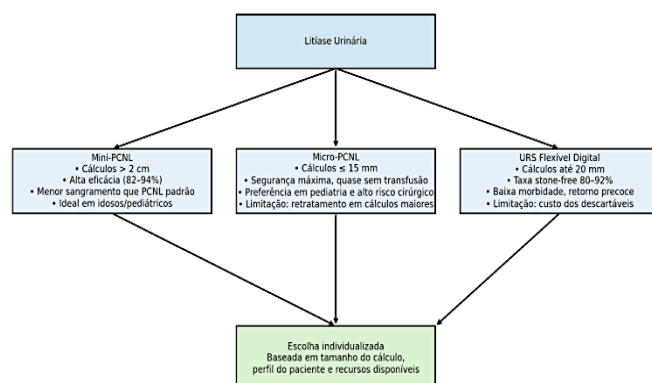 Litíase Urinária
Mini-PCNL
• Cálculos > 2 cm
• Alta eficácia (82–94%)
• Menor sangramento que PCNL padrão
• Ideal em idosos/pediátricos
Micro-PCNL
• Cálculos ≤ 15 mm
• Segurança máxima, quase sem transfusão
• Preferência em pediatria e alto risco cirúrgico
• Limitação: retratamento em cálculos maiores
URS Flexível Digital
• Cálculos até 20 mm
• Taxa stone-free 80–92%
• Baixa morbidade, retorno precoce
• Limitação: custo dos descartáveis
Escolha individualizada
Baseada em tamanho do cálculo,
perfil do paciente e recursos disponíveis